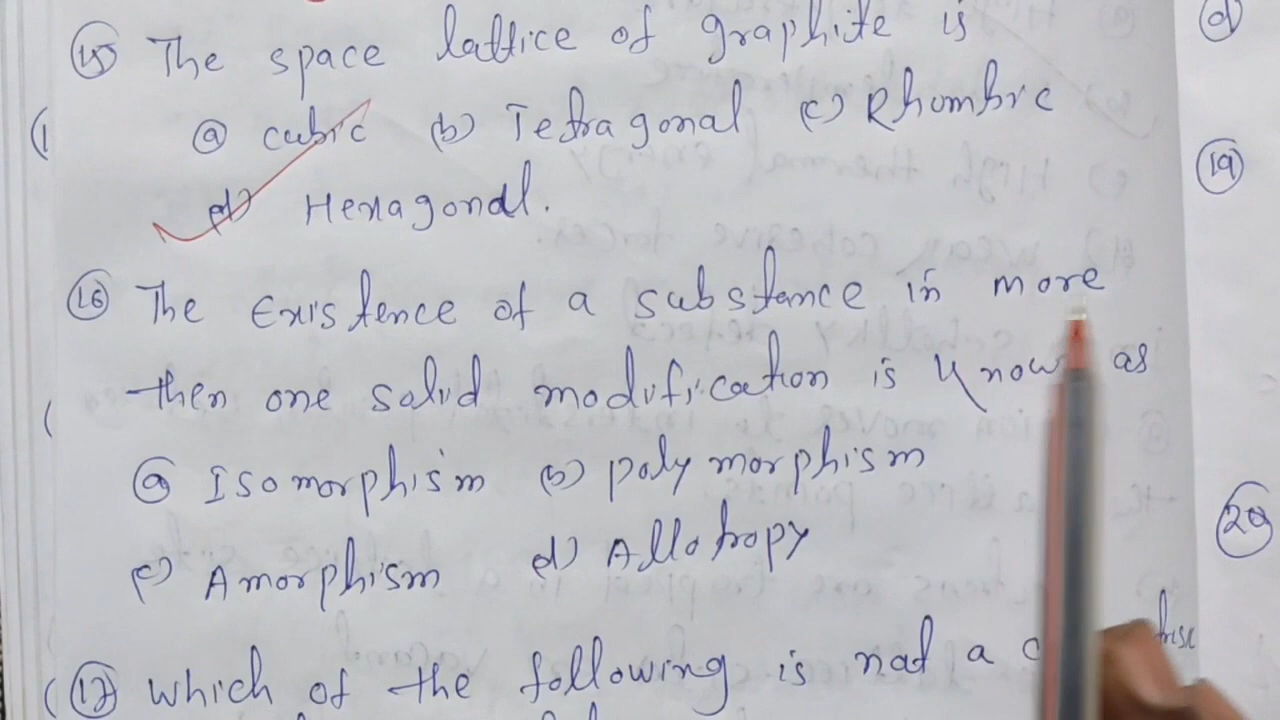 (15) The space lattice of graphite is
(a) cubic (b) Tetragonal (c) Rhombic
(d) Hexagonal.
(16) The Existence of a substance in more
then one solid modification is known as
(a) Isomorphism (b) polymorphism
(c) Amorphism (d) Allotropy
(17) which of the following is not a
d)
(19)
(20)